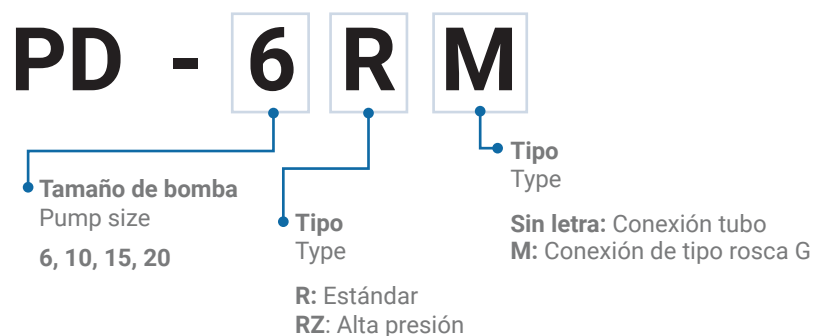 PD - 6 R M
Tamaño de bomba
Pump size
6, 10, 15, 20
Tipo
Type
R: Estándar
RZ: Alta presión
Tipo
Type
Sin letra: Conexión tubo
M: Conexión de tipo rosca G